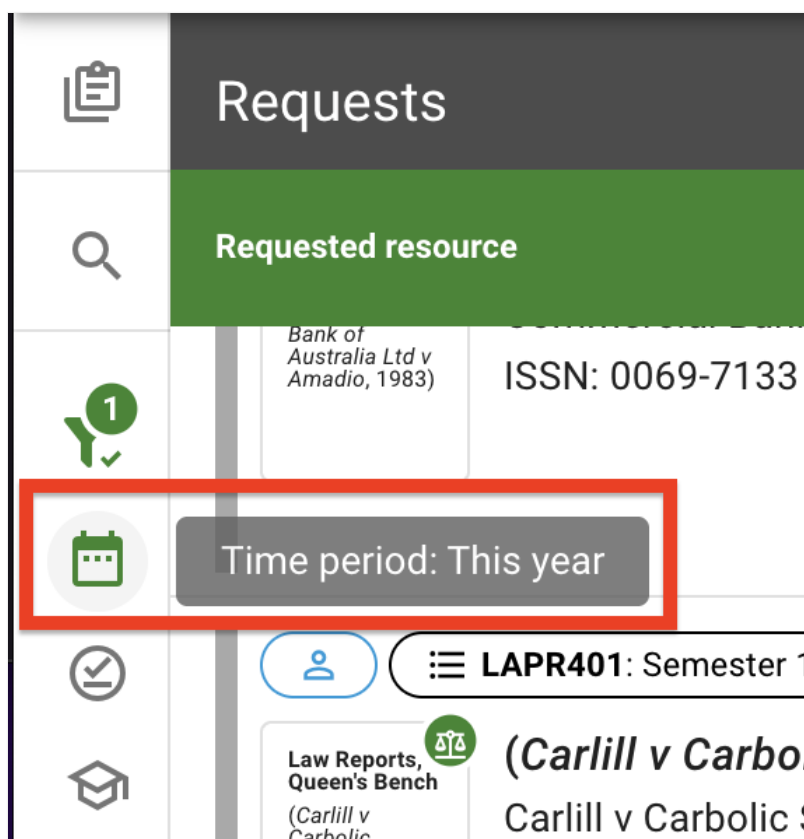 Requests
Requested resource
Bank of
Australia Ltd v
Amadio, 1983)
ISSN: 0069-7133
1
Time period: This year
LAPR401: Semester
Law Reports,
Queen's Bench
(Carlill v
Carbolic
(Carlill v Carbo
Carlill v Carbolic